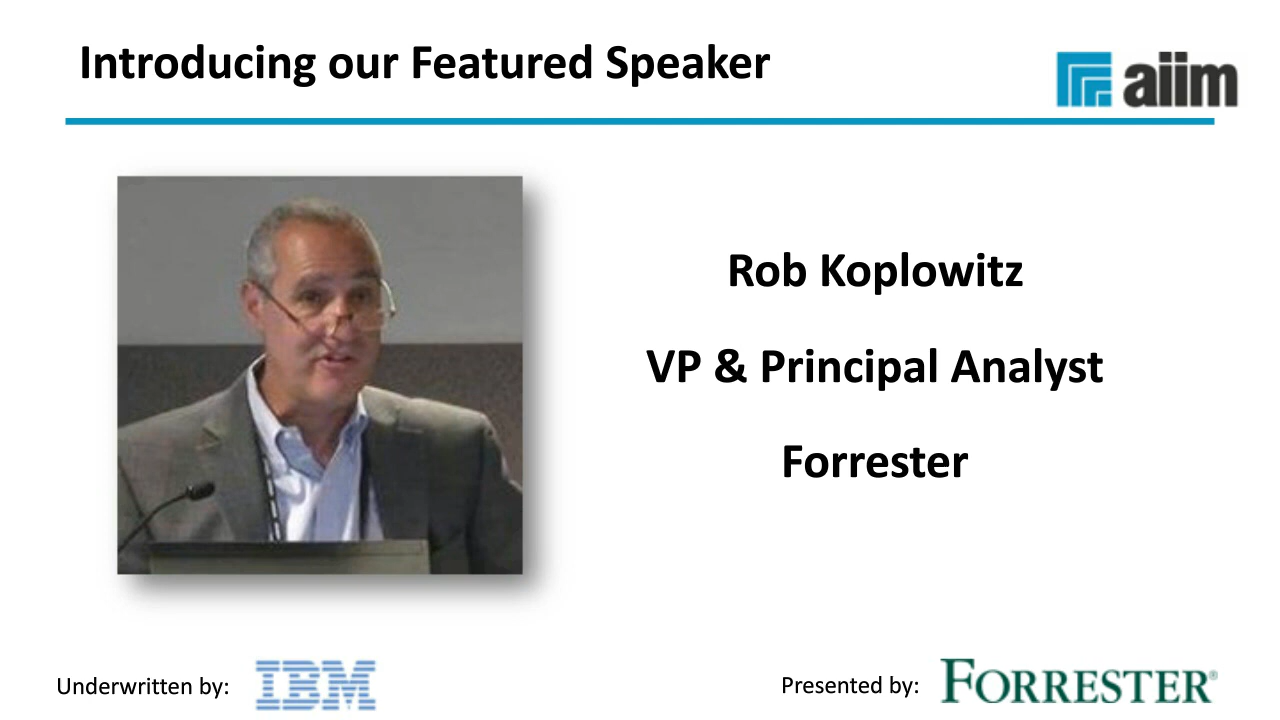 Introducing our Featured Speaker
aiim
Rob Koplowitz
VP & Principal Analyst
Forrester
Underwritten by: IBM
Presented by: FORRESTER®